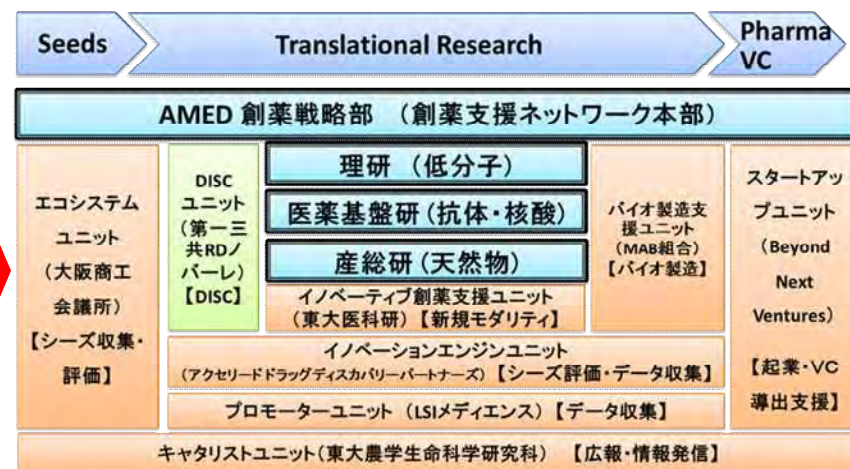 Seeds
Translational Research
Pharma
VC
AMED 創薬戦略部 （創薬支援ネットワーク本部）
エコシステム
ユニット
（大阪商工
会議所）
【シーズ収集・
評価】
DISC
ユニット
（第一三
共RDノ
バーレ）
【DISC】
理研 （低分子）
医薬基盤研（抗体・核酸）
産総研（天然物）
イノベーティブ創薬支援ユニット
（東大医科研）【新規モダリティ】
バイオ製造支
援ユニット
（MAB組合）
【バイオ製造】
スタートアッ
プユニット
（Beyond
Next
Ventures）
【起業・VC
導出支援】
イノベーションエンジンユニット
（アクセリードドラッグディスカバリーパートナーズ）【シーズ評価・データ収集】
プロモーターユニット（LSIメディエンス）【データ収集】
キャタリストユニット（東大農学生命科学研究科） 【広報・情報発信】